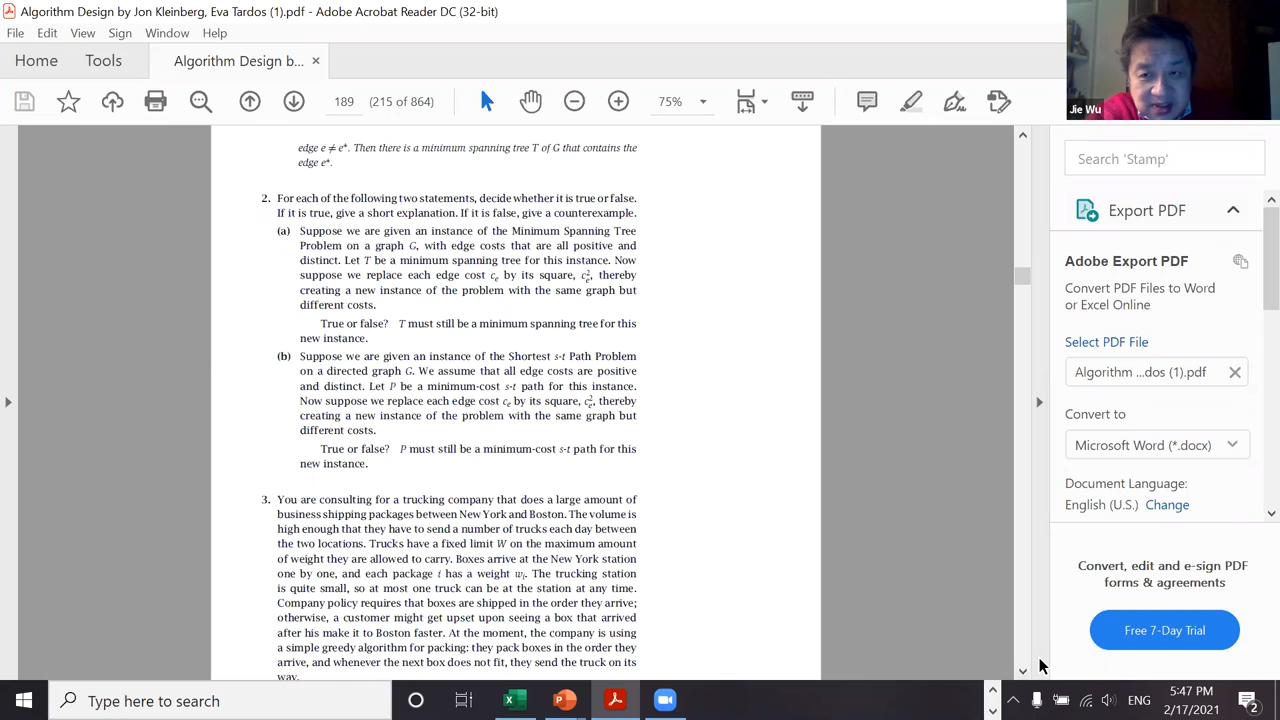 Algorithm Design by Jon Kleinberg, Eva Tardos (1).pdf - Adobe Acrobat Reader DC (32-bit)
File Edit View Sign Window Help
Home Tools Algorithm Design b... ×
189 (215 of 864) 75%
Jie Wu
edge e ≠ e*. Then there is a minimum spanning tree T of G that contains the
edge e*.
2. For each of the following two statements, decide whether it is true or false.
If it is true, give a short explanation. If it is false, give a counterexample.
(a) Suppose we are given an instance of the Minimum Spanning Tree
Problem on a graph G, with edge costs that are all positive and
distinct. Let T be a minimum spanning tree for this instance. Now
suppose we replace each edge cost cₑ by its square, cₑ², thereby
creating a new instance of the problem with the same graph but
different costs.
True or false? T must still be a minimum spanning tree for this
new instance.
(b) Suppose we are given an instance of the Shortest s-t Path Problem
on a directed graph G. We assume that all edge costs are positive
and distinct. Let P be a minimum-cost s-t path for this instance.
Now suppose we replace each edge cost cₑ by its square, cₑ², thereby
creating a new instance of the problem with the same graph but
different costs.
True or false? P must still be a minimum-cost s-t path for this
new instance.
3. You are consulting for a trucking company that does a large amount of
business shipping packages between New York and Boston. The volume is
high enough that they have to send a number of trucks each day between
the two locations. Trucks have a fixed limit W on the maximum amount
of weight they are allowed to carry. Boxes arrive at the New York station
one by one, and each package i has a weight wᵢ. The trucking station
is quite small, so at most one truck can be at the station at any time.
Company policy requires that boxes are shipped in the order they arrive;
otherwise, a customer might get upset upon seeing a box that arrived
after his make it to Boston faster. At the moment, the company is using
a simple greedy algorithm for packing: they pack boxes in the order they
arrive, and whenever the next box does not fit, they send the truck on its
way.
Search 'Stamp'
Export PDF
Adobe Export PDF
Convert PDF Files to Word
or Excel Online
Select PDF File
Algorithm ...dos (1).pdf
Convert to
Microsoft Word (*.docx)
Document Language:
English (U.S.) Change
Convert, edit and e-sign PDF
forms & agreements
Free 7-Day Trial
Type here to search
ENG
5:47 PM
2/17/2021
2